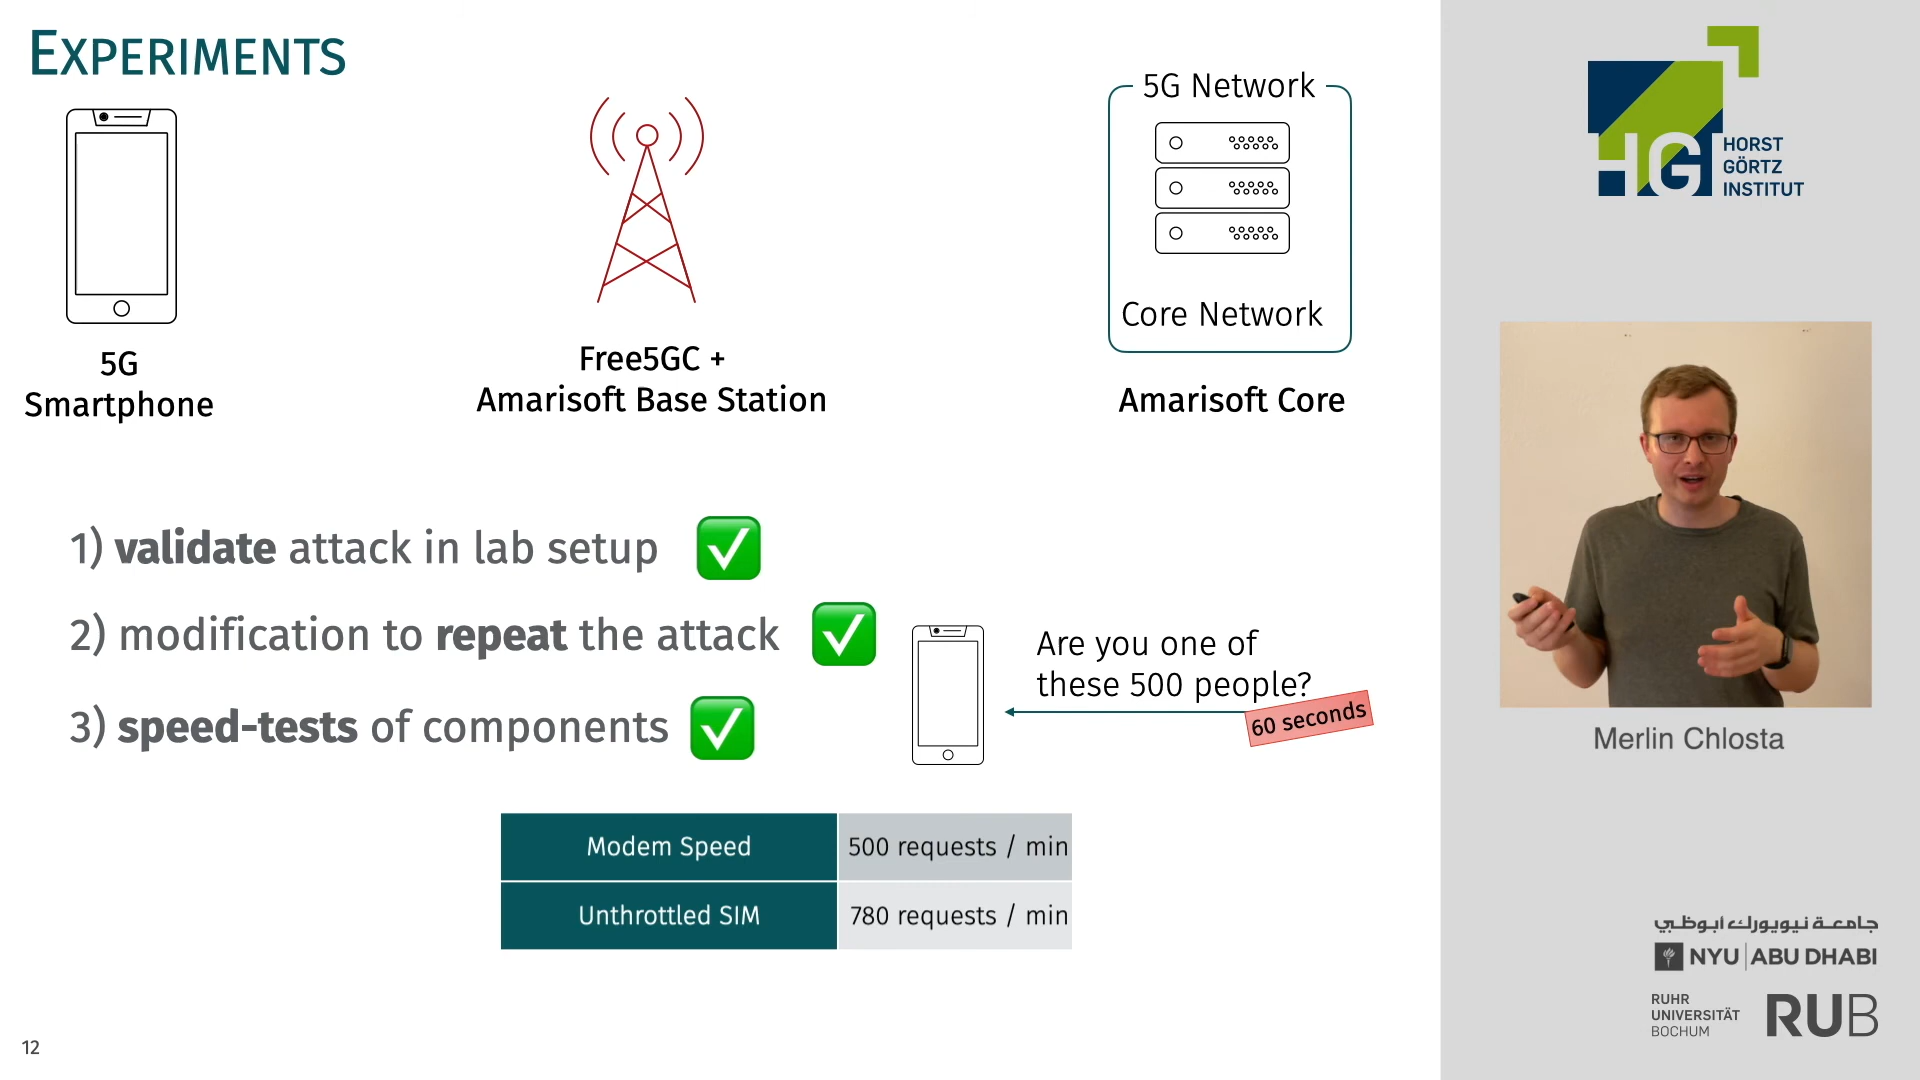 EXPERIMENTS
5G
Smartphone
Free5GC +
Amarisoft Base Station
5G Network
Core Network
Amarisoft Core
1) validate attack in lab setup
2) modification to repeat the attack
3) speed-tests of components
Are you one of
these 500 people?
60 seconds
Modem Speed 500 requests / min
Unthrottled SIM 780 requests / min
12
HGI
HORST
GÖRTZ
INSTITUT
Merlin Chlosta
جامعة نيويورك أبوظبي
NYU ABU DHABI
RUHR
UNIVERSITÄT
BOCHUM
RUB